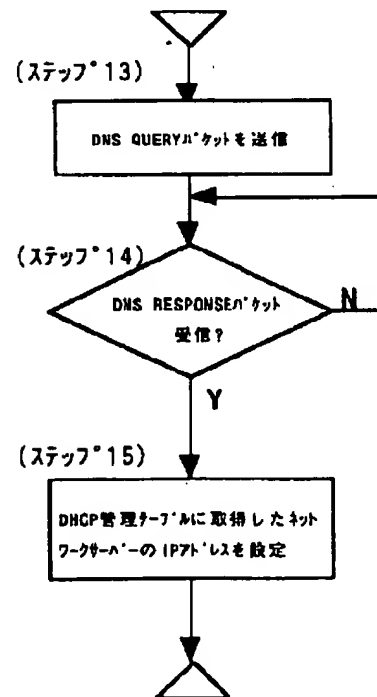 (ステップ13)
DNS QUERYパケットを送信
(ステップ14)
DNS RESPONSEパケット
受信?
N
Y
(ステップ15)
DHCP管理テーブルに取得したネット
ワークサーバーのIPアドレスを設定